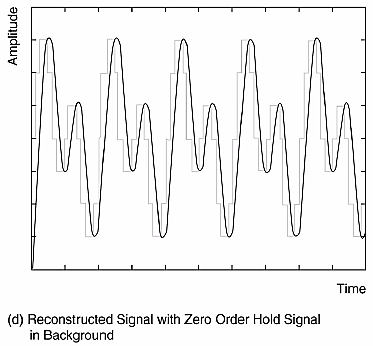 Amplitude
Time
(d) Reconstructed Signal with Zero Order Hold Signal
in Background